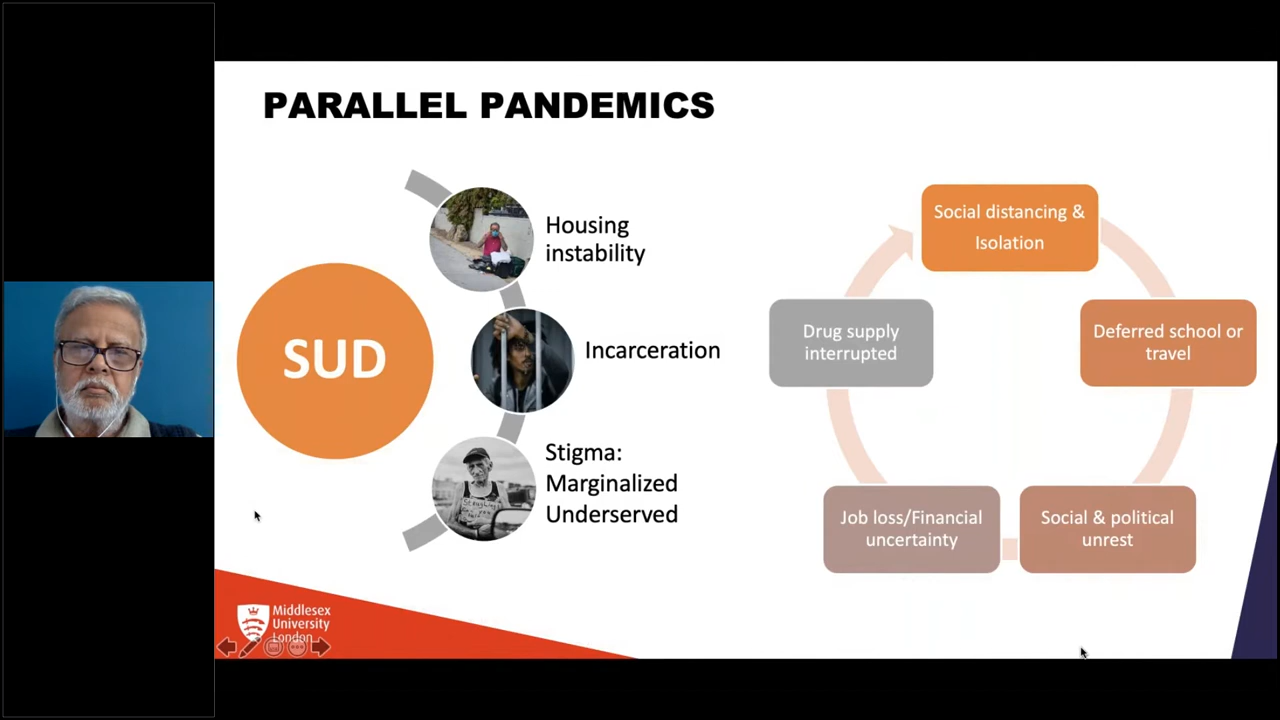 PARALLEL PANDEMICS
SUD
Housing
instability
Incarceration
Stigma:
Marginalized
Underserved
Social distancing &
Isolation
Deferred school or
travel
Social & political
unrest
Job loss/Financial
uncertainty
Drug supply
interrupted
Middlesex
University
London